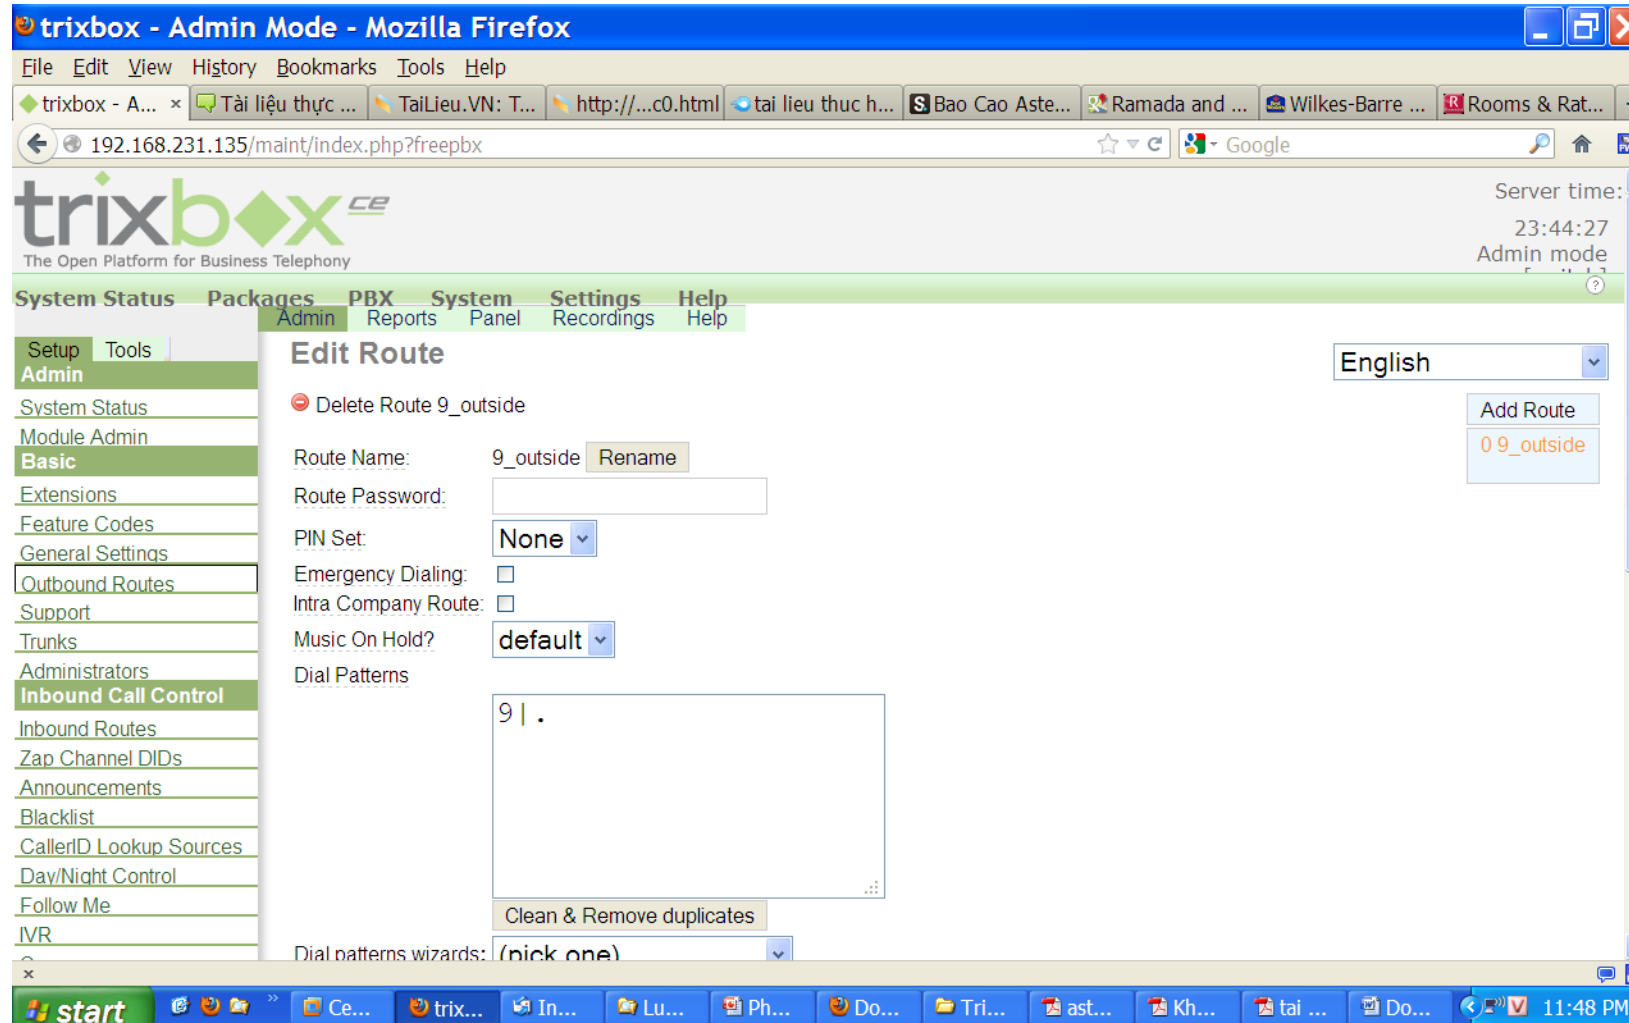 trixbox - Admin Mode - Mozilla Firefox
File Edit View History Bookmarks Tools Help
trixbox - A... × Tài liệu thực ... TaiLieu.VN: T... http://...c0.html tai lieu thuc h... Bao Cao Aste... Ramada and ... Wilkes-Barre ... Rooms & Rat...
192.168.231.135/maint/index.php?freepbx Google
trixbox ce
The Open Platform for Business Telephony
Server time:
23:44:27
Admin mode
System Status Packages PBX System Settings Help
Admin Reports Panel Recordings Help
Setup Tools
Admin
System Status
Module Admin
Basic
Extensions
Feature Codes
General Settings
Outbound Routes
Support
Trunks
Administrators
Inbound Call Control
Inbound Routes
Zap Channel DIDs
Announcements
Blacklist
CallerID Lookup Sources
Day/Night Control
Follow Me
IVR
Edit Route
English
Delete Route 9_outside
Add Route
0 9_outside
Route Name: 9_outside Rename
Route Password:
PIN Set: None
Emergency Dialing:
Intra Company Route:
Music On Hold? default
Dial Patterns
9|.
Clean & Remove duplicates
Dial patterns wizards: (pick one)
×
start Ce... trix... In... Lu... Ph... Do... Tri... ast... Kh... tai ... Do... 11:48 PM